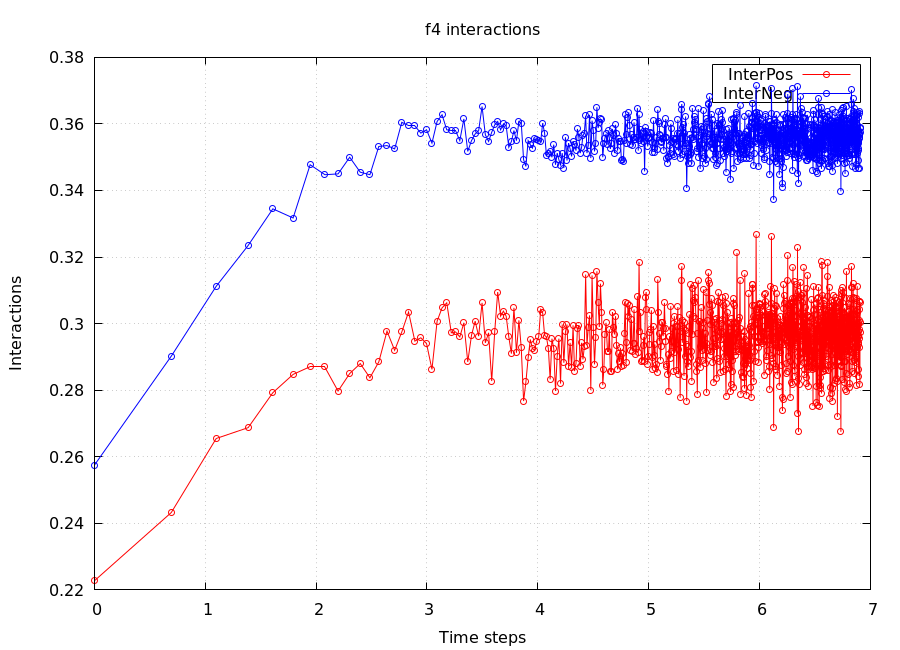 f4 interactions
0.38
0.36
0.34
0.32
0.3
0.28
0.26
0.24
0.22
Interactions
InterPos
InterNeg
0 1 2 3 4 5 6 7
Time steps